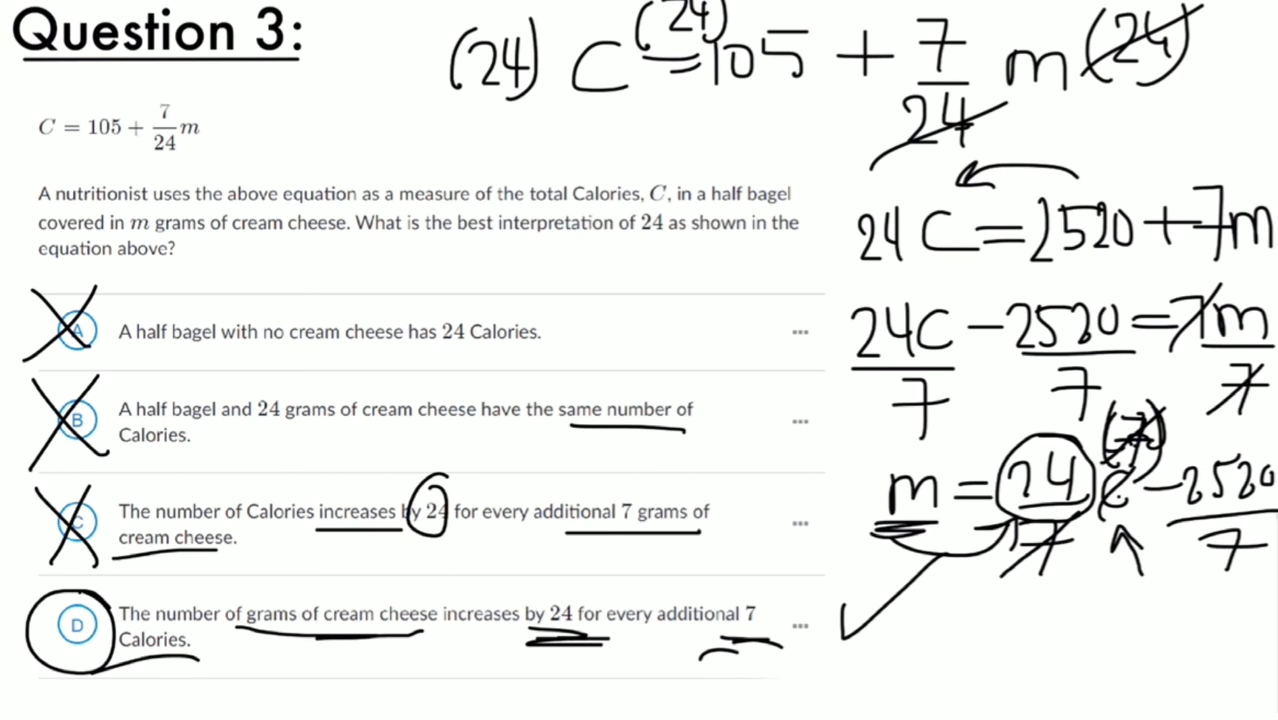 Question 3:
(24) C = (24) 105 + 7/24 m (24)
C = 105 + 7/24 m
24C = 2520 + 7m
A nutritionist uses the above equation as a measure of the total Calories, C, in a half bagel
covered in m grams of cream cheese. What is the best interpretation of 24 as shown in the
equation above?
24C/7 - 2520/7 = 7m/7
m = 24/7 C (7) - 2520/7
A A half bagel with no cream cheese has 24 Calories.
B A half bagel and 24 grams of cream cheese have the same number of
Calories.
C The number of Calories increases by 24 for every additional 7 grams of
cream cheese.
D The number of grams of cream cheese increases by 24 for every additional 7
Calories.